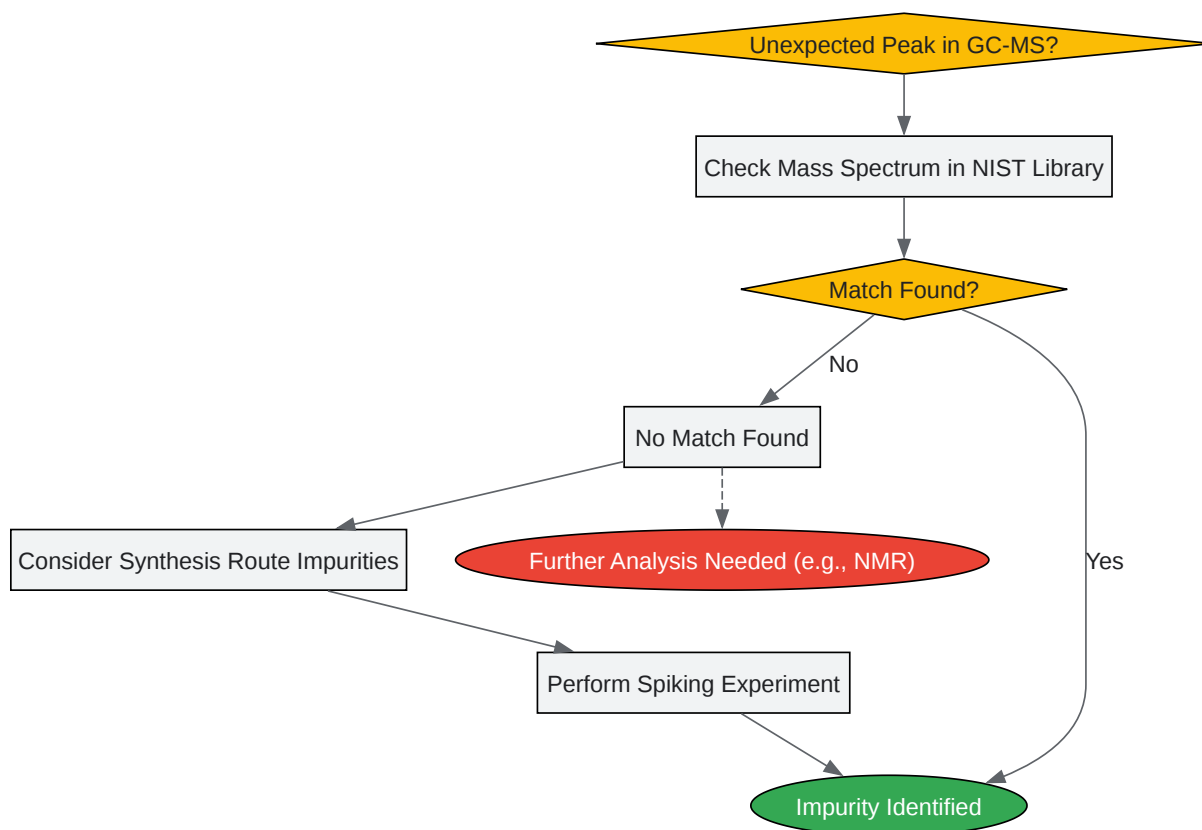 Unexpected Peak in GC-MS?
Check Mass Spectrum in NIST Library
Match Found?
No
No Match Found
Consider Synthesis Route Impurities
Further Analysis Needed (e.g., NMR)
Yes
Perform Spiking Experiment
Impurity Identified